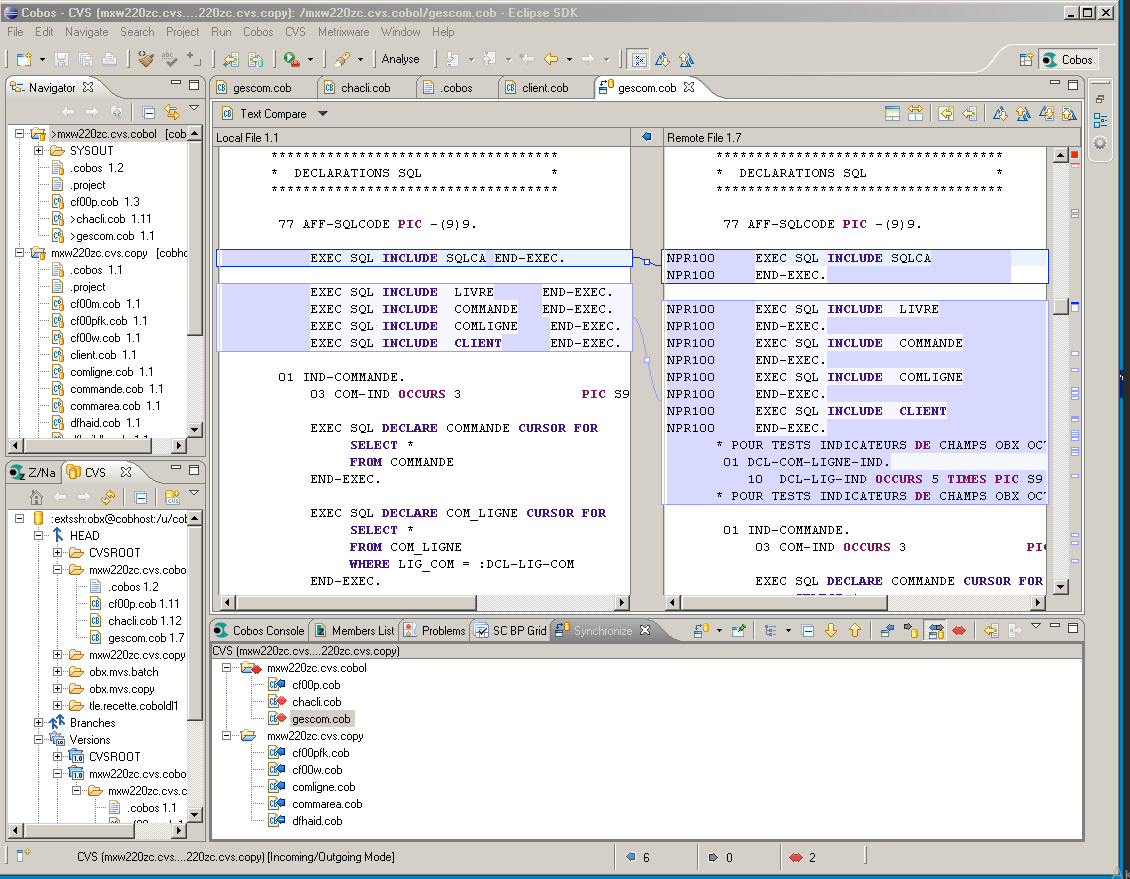 Cobos - CVS (mxw220zc.cvs....220zc.cvs.copy): /mxw220zc.cvs.cobol/gescom.cob - Eclipse SDK
File Edit Navigate Search Project Run Cobos CVS Metrixware Window Help
Analyse
Cobos
Navigator
>mxw220zc.cvs.cobol [cob
SYSOUT
.cobos 1.2
.project
cf00p.cob 1.3
>chacli.cob 1.11
>gescom.cob 1.1
mxw220zc.cvs.copy [cobho
.cobos 1.1
.project
cf00m.cob 1.1
cf00pfk.cob 1.1
cf00w.cob 1.1
client.cob 1.1
comligne.cob 1.1
commande.cob 1.1
commarea.cob 1.1
dfhaid.cob 1.1
Z/Na
CVS
:extssh:obx@cobhost:/u/cob
HEAD
CVSROOT
mxw220zc.cvs.cobo
.cobos 1.2
cf00p.cob 1.11
chacli.cob 1.12
gescom.cob 1.7
mxw220zc.cvs.copy
obx.mvs.batch
obx.mvs.copy
tle.recette.coboldl1
Branches
Versions
CVSROOT
mxw220zc.cvs.cobo
mxw220zc.cvs.c
.cobos 1.1
gescom.cob chacli.cob .cobos client.cob gescom.cob
Text Compare
Local File 1.1
***********************************
* DECLARATIONS SQL *
***********************************
77 AFF-SQLCODE PIC -(9)9.
EXEC SQL INCLUDE SQLCA END-EXEC.
EXEC SQL INCLUDE LIVRE END-EXEC.
EXEC SQL INCLUDE COMMANDE END-EXEC.
EXEC SQL INCLUDE COMLIGNE END-EXEC.
EXEC SQL INCLUDE CLIENT END-EXEC.
01 IND-COMMANDE.
03 COM-IND OCCURS 3 PIC S9
EXEC SQL DECLARE COMMANDE CURSOR FOR
SELECT *
FROM COMMANDE
END-EXEC.
EXEC SQL DECLARE COM_LIGNE CURSOR FOR
SELECT *
FROM COM_LIGNE
WHERE LIG_COM = :DCL-LIG-COM
END-EXEC.
Remote File 1.7
***********************************
* DECLARATIONS SQL *
***********************************
77 AFF-SQLCODE PIC -(9)9.
NPR100 EXEC SQL INCLUDE SQLCA
NPR100 END-EXEC.
NPR100 EXEC SQL INCLUDE LIVRE
NPR100 END-EXEC.
NPR100 EXEC SQL INCLUDE COMMANDE
NPR100 END-EXEC.
NPR100 EXEC SQL INCLUDE COMLIGNE
NPR100 END-EXEC.
NPR100 EXEC SQL INCLUDE CLIENT
NPR100 END-EXEC.
* POUR TESTS INDICATEURS DE CHAMPS OBX OC
01 DCL-COM-LIGNE-IND.
10 DCL-LIG-IND OCCURS 5 TIMES PIC S9
* POUR TESTS INDICATEURS DE CHAMPS OBX OC
01 IND-COMMANDE.
03 COM-IND OCCURS 3 PIC
EXEC SQL DECLARE COMMANDE CURSOR FOR
Cobos Console Members List Problems SC BP Grid Synchronize
CVS (mxw220zc.cvs....220zc.cvs.copy)
mxw220zc.cvs.cobol
cf00p.cob
chacli.cob
gescom.cob
mxw220zc.cvs.copy
cf00pfk.cob
cf00w.cob
comligne.cob
commarea.cob
dfhaid.cob
CVS (mxw220zc.cvs....220zc.cvs.copy) [Incoming/Outgoing Mode]
6
0
2